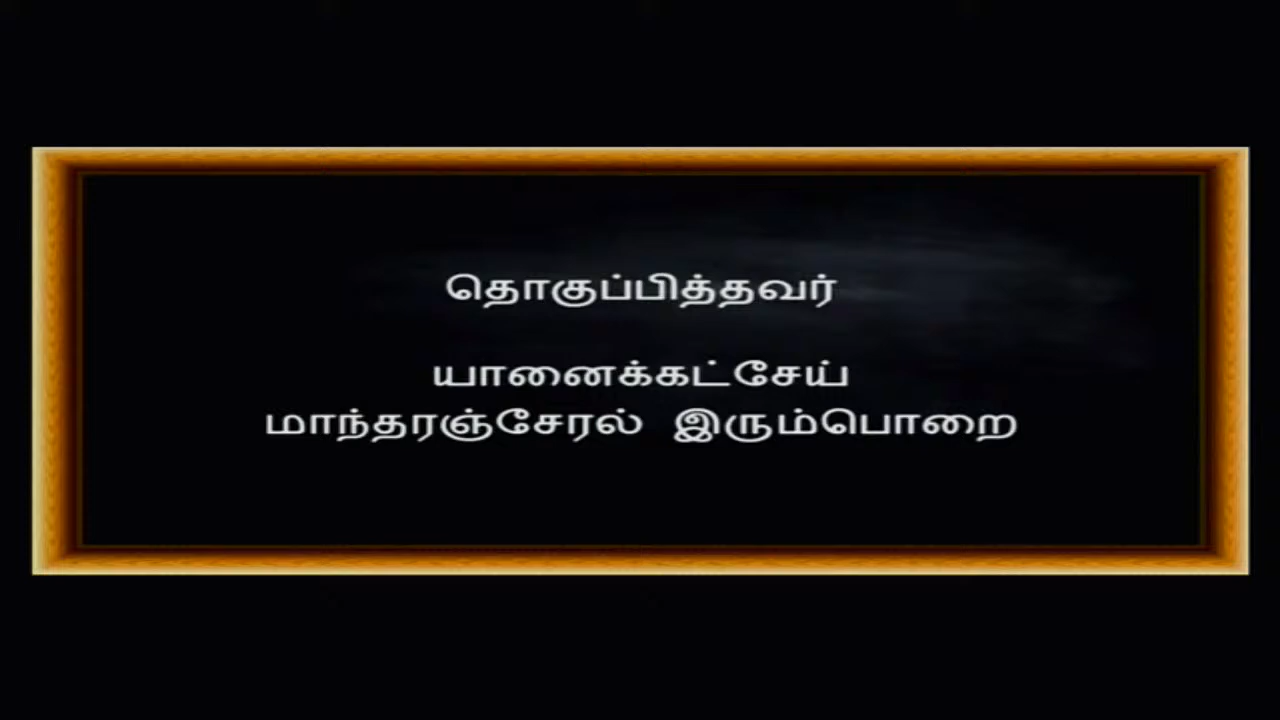 தொகுப்பித்தவர்
யானைக்கட்சேய்
மாந்தரஞ்சேரல் இரும்பொறை